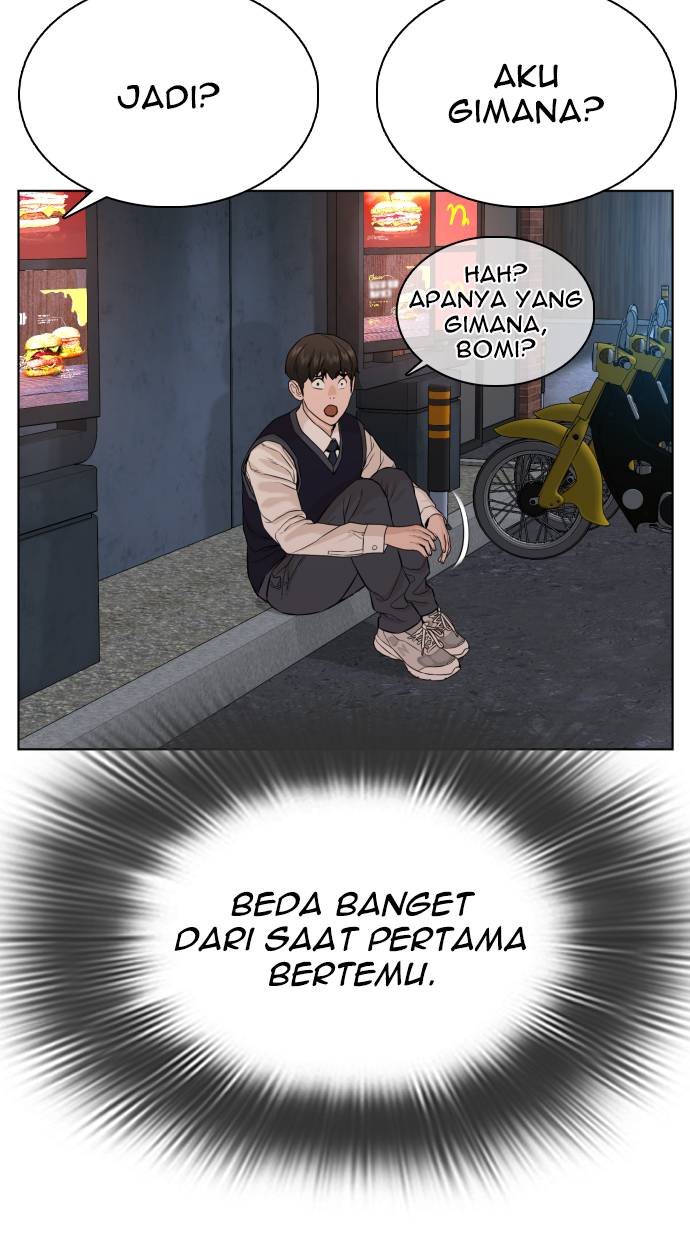 JADI?
AKU
GIMANA?
HAH?
APANYA YANG
GIMANA,
BOMI?
BEDA BANGET
DARI SAAT PERTAMA
BERTEMU.